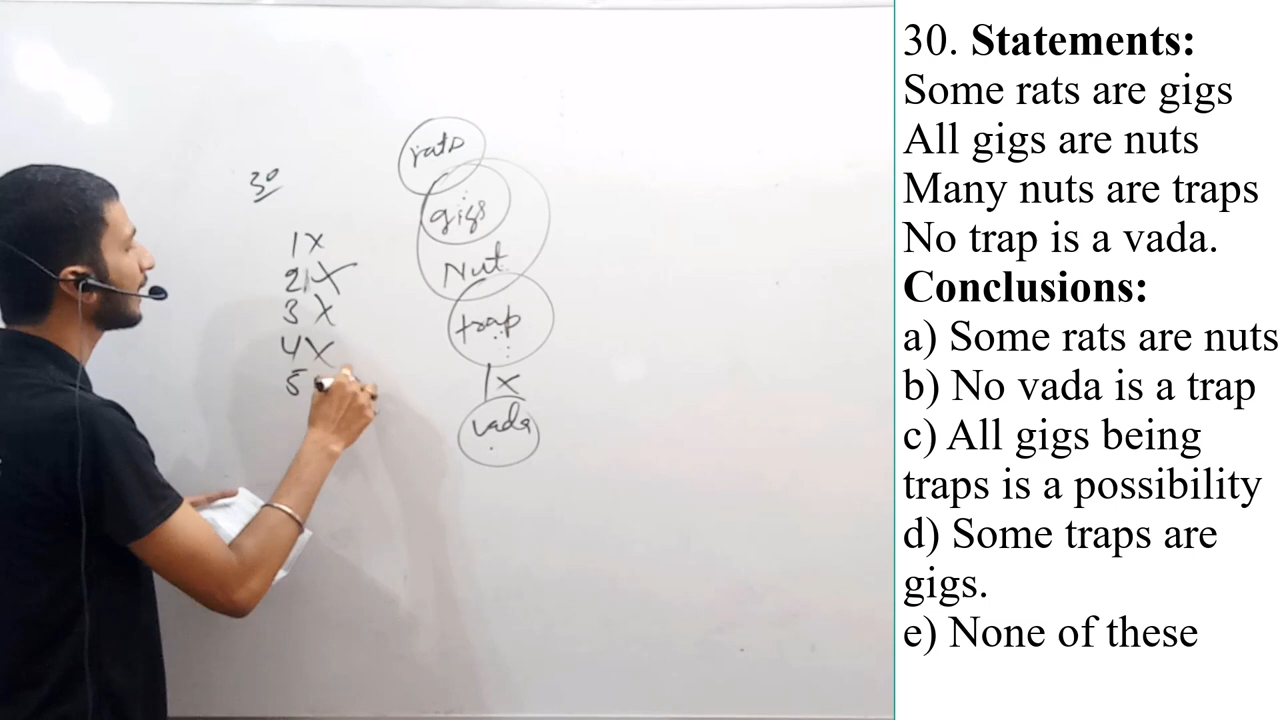 30
1 X
2 X
3 X
4 X
5
rats
gigs
Nut
trap
X
vada
30. Statements:
Some rats are gigs
All gigs are nuts
Many nuts are traps
No trap is a vada.
Conclusions:
a) Some rats are nuts
b) No vada is a trap
c) All gigs being
traps is a possibility
d) Some traps are
gigs.
e) None of these